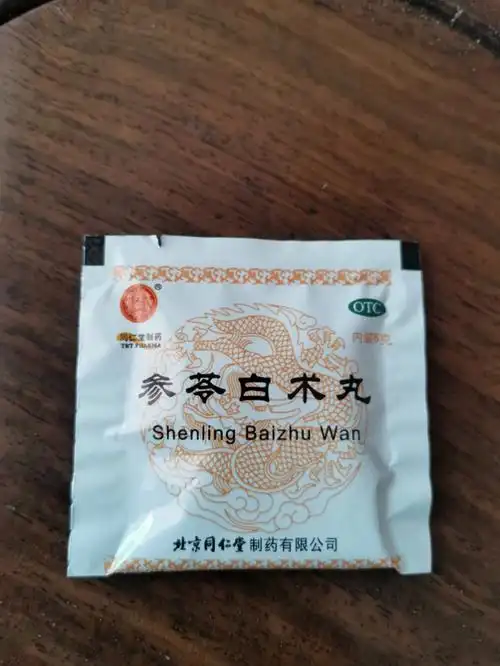 ®
同仁堂制药
TRT PHARMA
OTC
参苓白术丸
Shenling Baizhu Wan
北京同仁堂制药有限公司